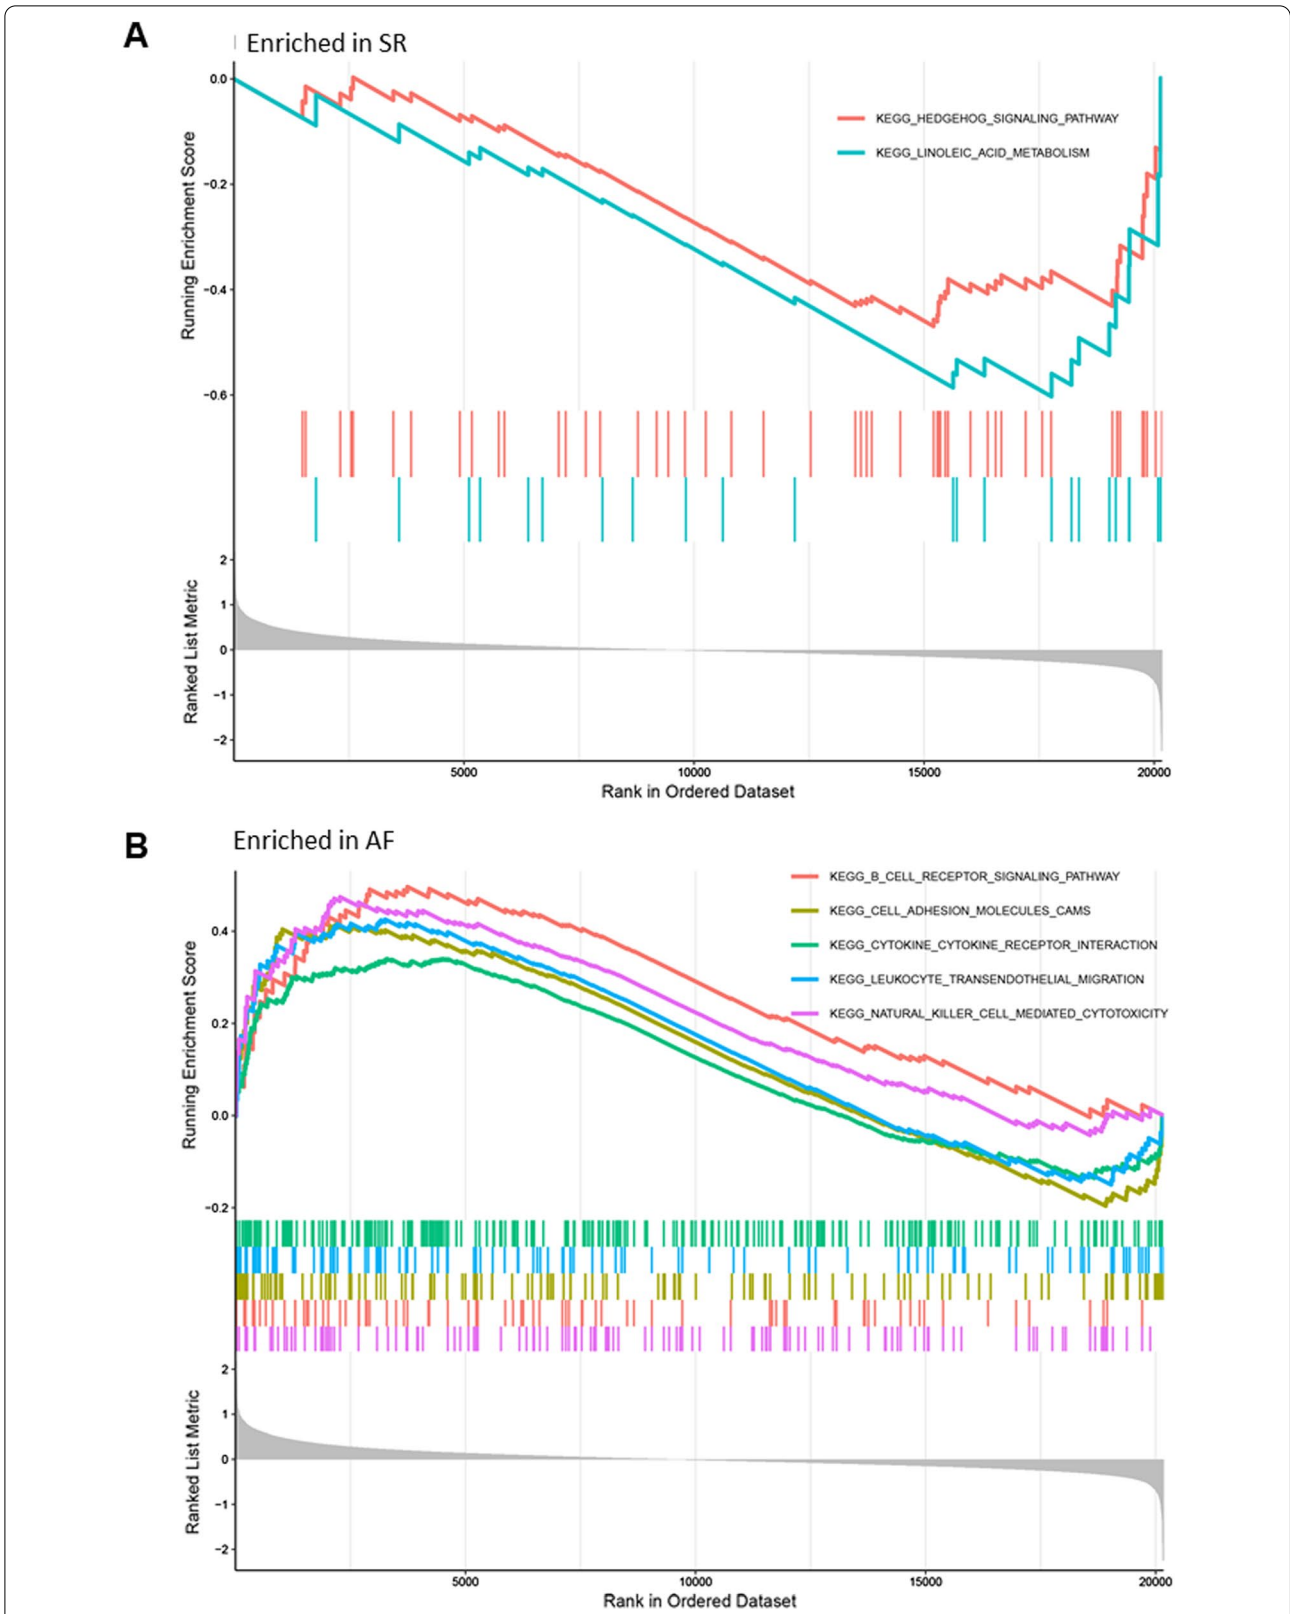 A
Enriched in SR
Running Enrichment Score
0.0
−0.2
−0.4
−0.6
KEGG_HEDGEHOG_SIGNALING_PATHWAY
KEGG_LINOLEIC_ACID_METABOLISM
Ranked List Metric
2
1
0
−1
−2
5000 10000 15000 20000
Rank in Ordered Dataset
B
Enriched in AF
Running Enrichment Score
0.4
0.2
0.0
−0.2
KEGG_B_CELL_RECEPTOR_SIGNALING_PATHWAY
KEGG_CELL_ADHESION_MOLECULES_CAMS
KEGG_CYTOKINE_CYTOKINE_RECEPTOR_INTERACTION
KEGG_LEUKOCYTE_TRANSENDOTHELIAL_MIGRATION
KEGG_NATURAL_KILLER_CELL_MEDIATED_CYTOTOXICITY
Ranked List Metric
2
1
0
−1
−2
5000 10000 15000 20000
Rank in Ordered Dataset